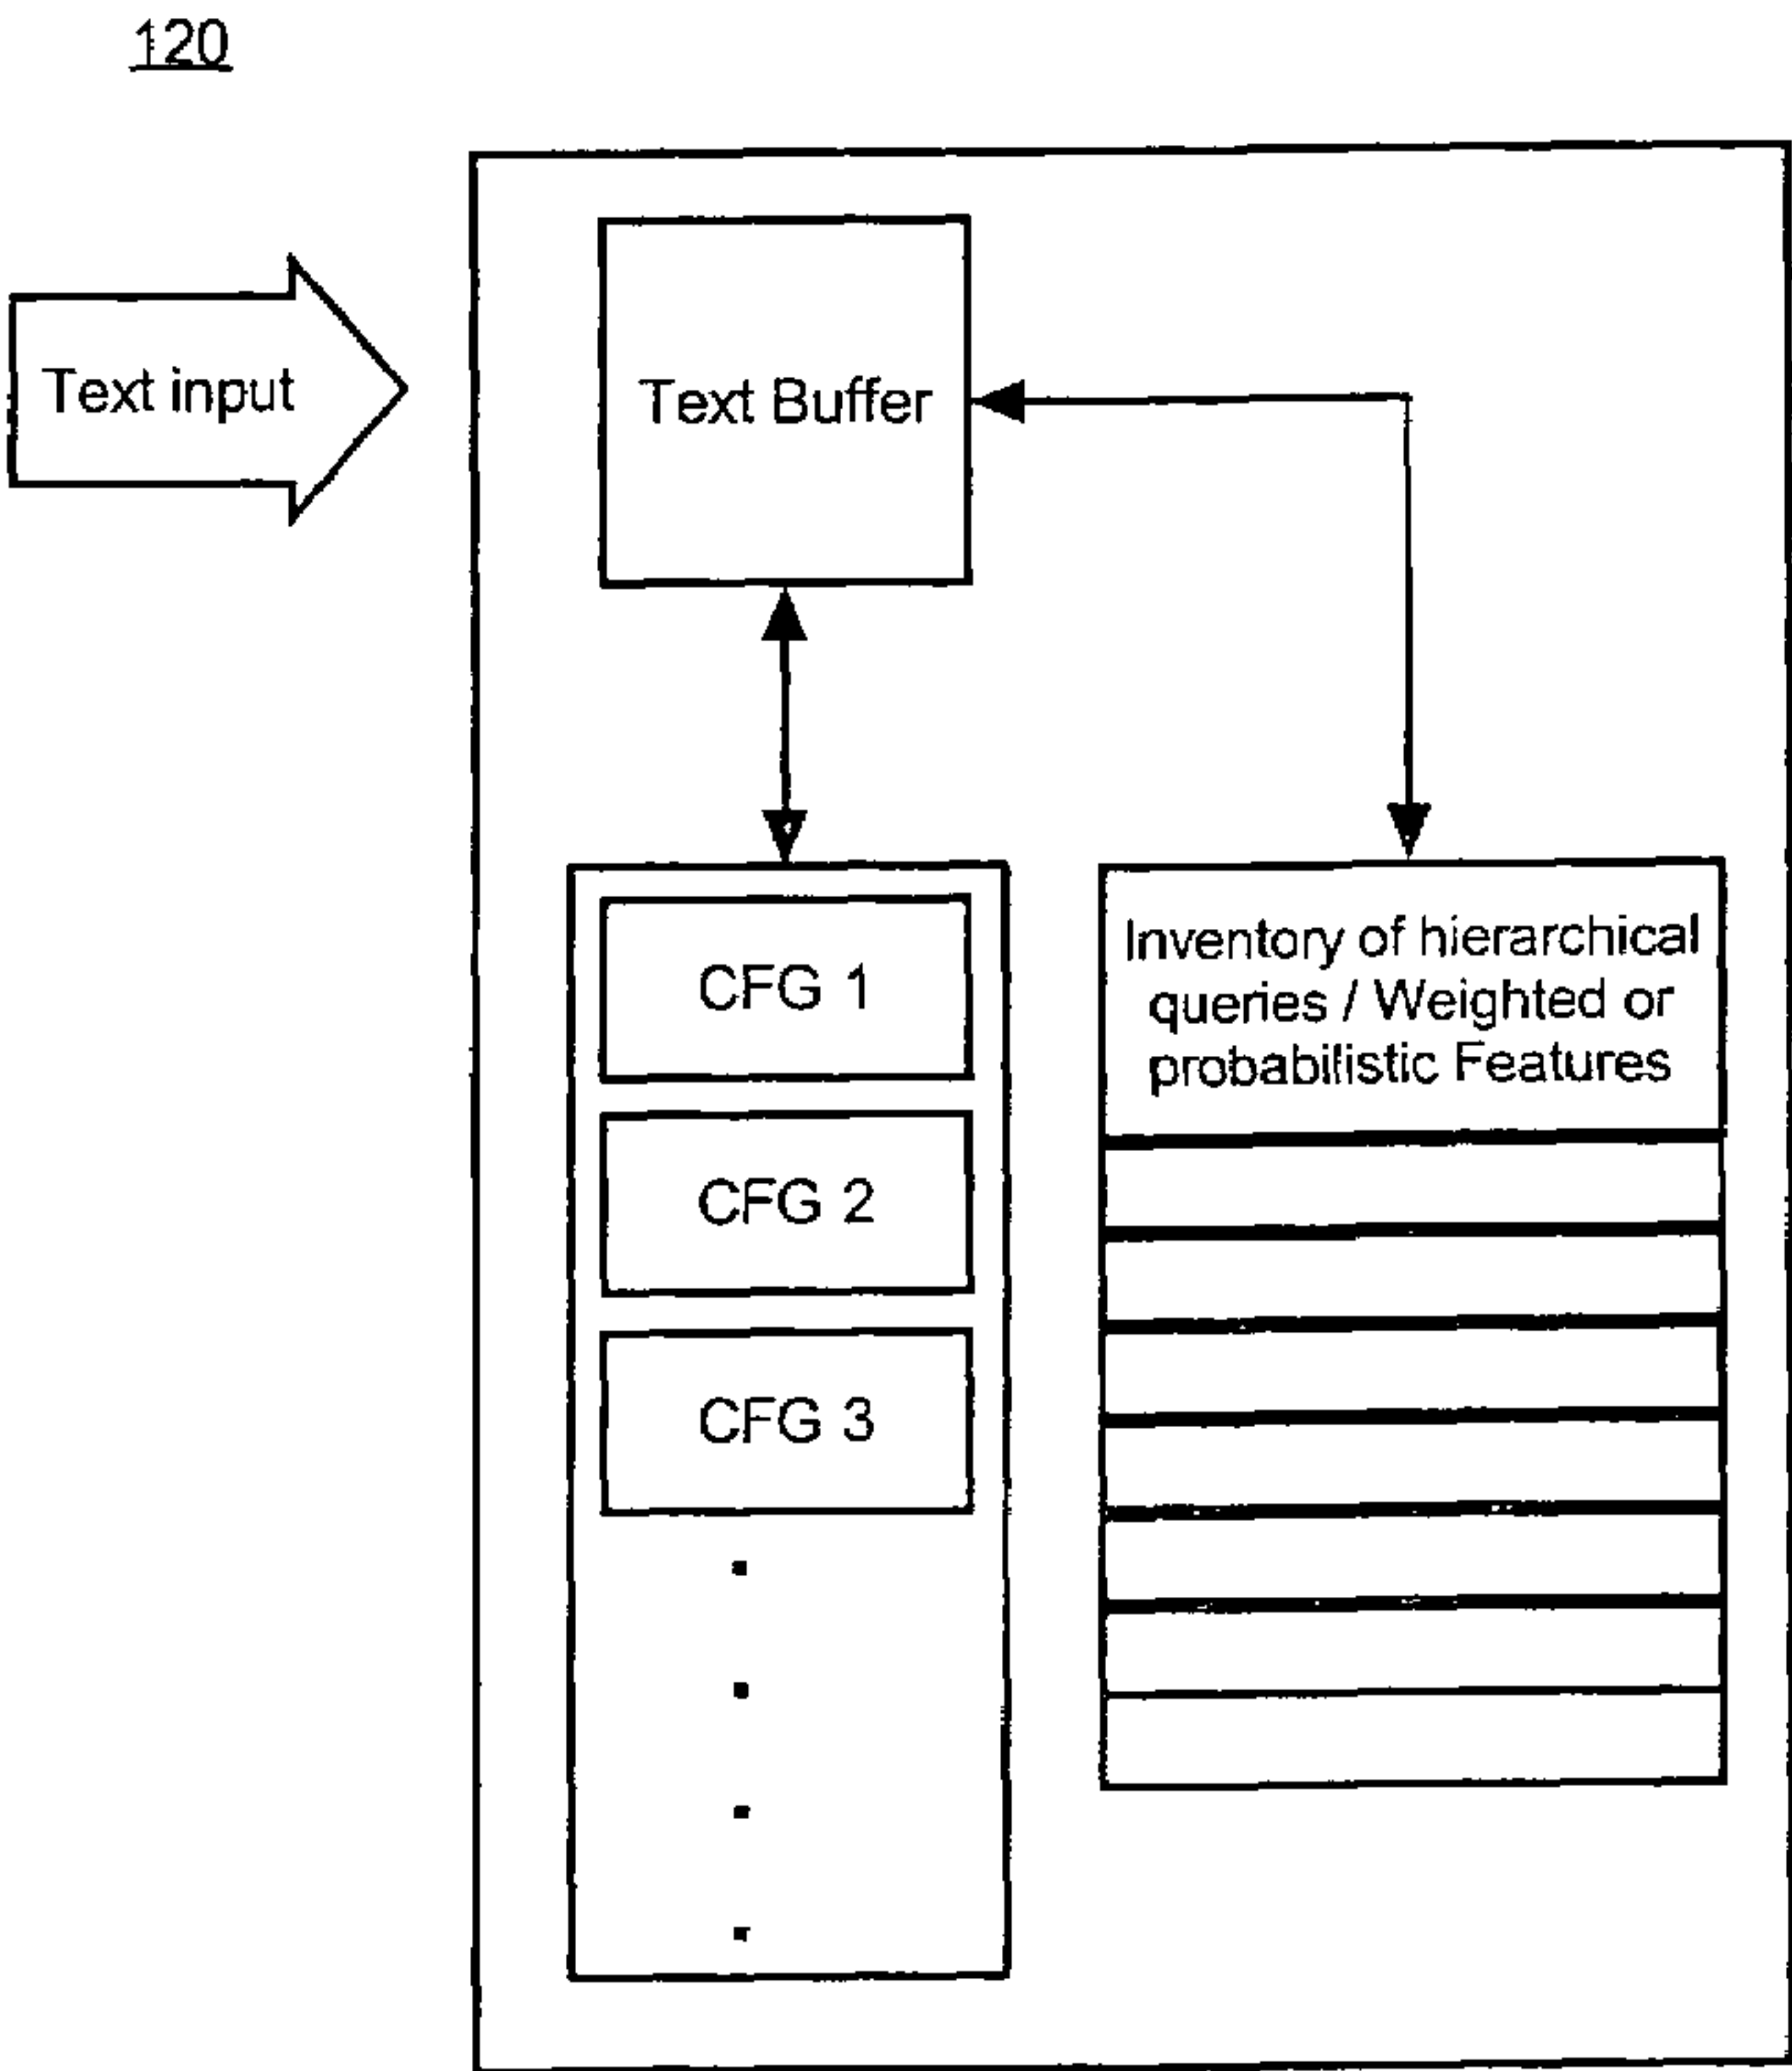 120
Text input
Text Buffer
CFG 1
CFG 2
CFG 3
Inventory of hierarchical
queries / Weighted or
probabilistic Features